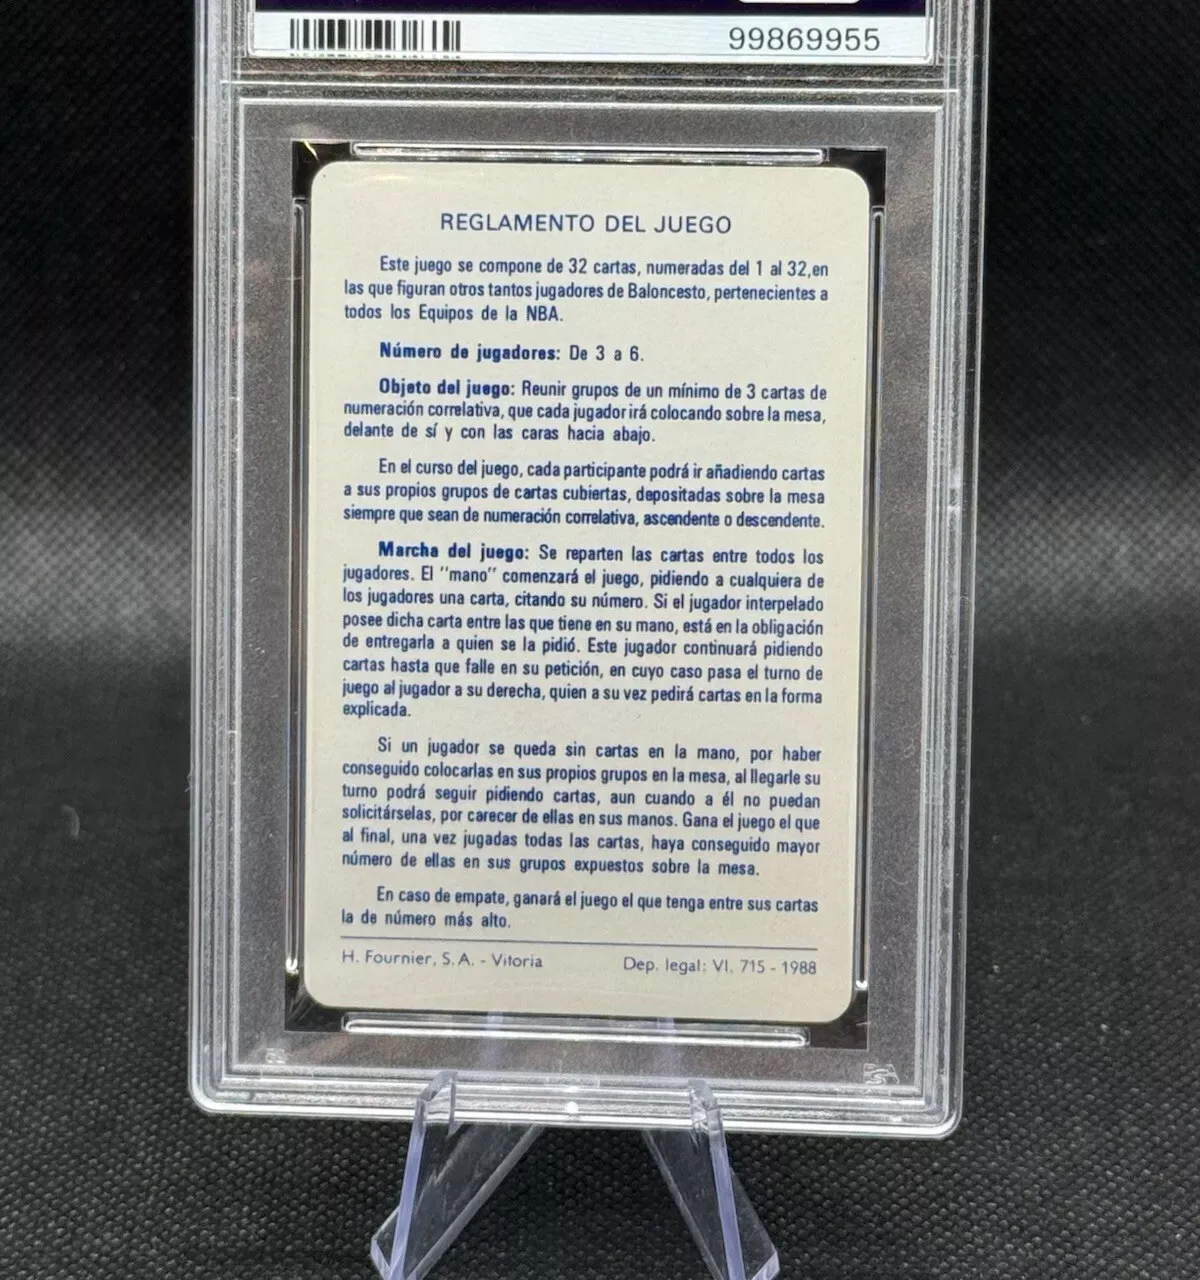 99869955
REGLAMENTO DEL JUEGO
Este juego se compone de 32 cartas, numeradas del 1 al 32,en
las que figuran otros tantos jugadores de Baloncesto, pertenecientes a
todos los Equipos de la NBA.
Número de jugadores: De 3 a 6.
Objeto del juego: Reunir grupos de un mínimo de 3 cartas de
numeración correlativa, que cada jugador irá colocando sobre la mesa,
delante de sí y con las caras hacia abajo.
En el curso del juego, cada participante podrá ir añadiendo cartas
a sus propios grupos de cartas cubiertas, depositadas sobre la mesa
siempre que sean de numeración correlativa, ascendente o descendente.
Marcha del juego: Se reparten las cartas entre todos los
jugadores. El "mano" comenzará el juego, pidiendo a cualquiera de
los jugadores una carta, citando su número. Si el jugador interpelado
posee dicha carta entre las que tiene en su mano, está en la obligación
de entregarla a quien se la pidió. Este jugador continuará pidiendo
cartas hasta que falle en su petición, en cuyo caso pasa el turno de
juego al jugador a su derecha, quien a su vez pedirá cartas en la forma
explicada.
Si un jugador se queda sin cartas en la mano, por haber
conseguido colocarlas en sus propios grupos en la mesa, al llegarle su
turno podrá seguir pidiendo cartas, aun cuando a él no puedan
solicitárselas, por carecer de ellas en sus manos. Gana el juego el que
al final, una vez jugadas todas las cartas, haya conseguido mayor
número de ellas en sus grupos expuestos sobre la mesa.
En caso de empate, ganará el juego el que tenga entre sus cartas
la de número más alto.
H. Fournier, S.A. - Vitoria Dep. legal: VI. 715 - 1988